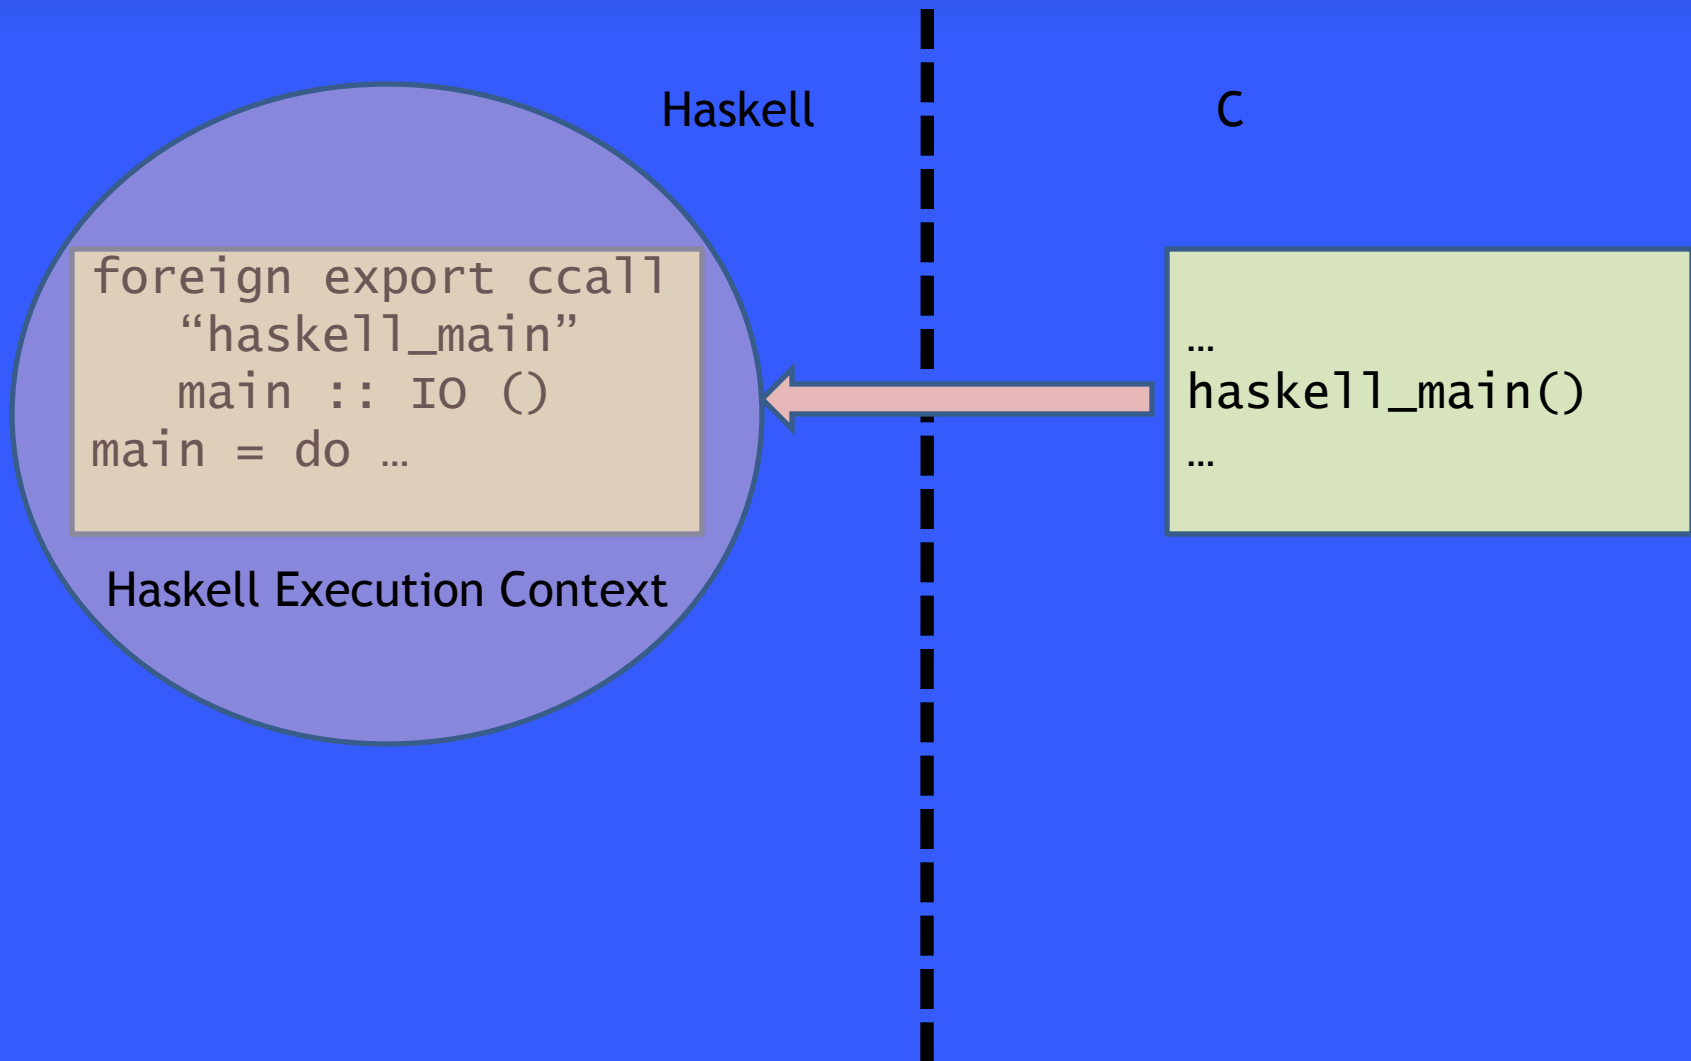 Haskell
C
foreign export ccall
“haskell_main”
main :: IO ()
main = do …
Haskell Execution Context
…
haskell_main()
…